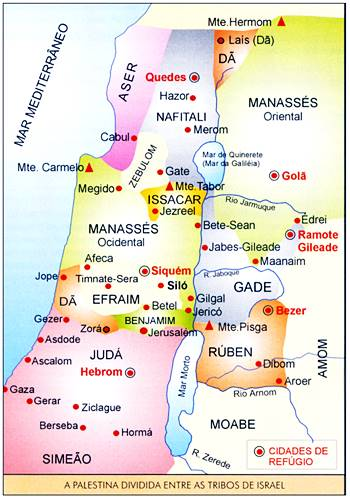 Mte. Hermom
Laís (Dã)
DÃ
MAR MEDITERRÂNEO
ASER
Quedes
Hazor
NAFITALI
MANASSÉS
Oriental
Merom
Cabul
ZEBULOM
Mar de Quinerete
(Mar da Galiléia)
Mte. Carmelo
Gate
Mte.Tabor
Golã
Megido
ISSACAR
Jezreel
Rio Jarmuque
Édrei
MANASSÉS
Ocidental
Bete-Sean
Ramote
Gileade
Jabes-Gileade
Maanaim
Afeca
Siquém
R. Jaboque
Jope
Timnate-Sera
Siló
GADE
DÃ
EFRAIM
Betel
Gilgal
Bezer
Gezer
BENJAMIM
Jericó
Zorá
Jerusalém
Mte.Pisga
Asdode
JUDÁ
RÚBEN
AMOM
Ascalom
Hebrom
Mar Morto
Dibom
Gaza
Aroer
Gerar
Ziclague
Rio Arnom
Berseba
Hormá
MOABE
SIMEÃO
R. Zerede
CIDADES DE
REFÚGIO
A PALESTINA DIVIDIDA ENTRE AS TRIBOS DE ISRAEL